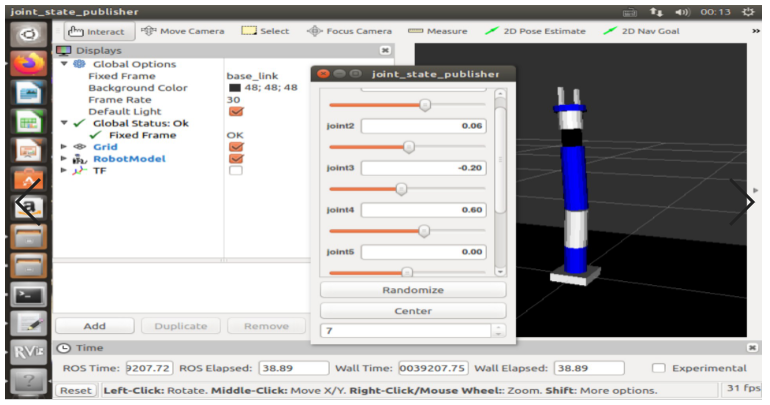 joint_state_publisher 00:13
Interact Move Camera Select Focus Camera Measure 2D Pose Estimate 2D Nav Goal »
Displays
Global Options
Fixed Frame base_link
Background Color 48; 48; 48
Frame Rate 30
Default Light
Global Status: Ok
Fixed Frame OK
Grid
RobotModel
TF
joint_state_publisher
joint2 0.06
joint3 -0.20
joint4 0.60
joint5 0.00
Randomize
Center
7
Add Duplicate Remove
Time
ROS Time: 9207.72 ROS Elapsed: 38.89 Wall Time: 0039207.75 Wall Elapsed: 38.89 Experimental
Reset Left-Click: Rotate. Middle-Click: Move X/Y. Right-Click/Mouse Wheel:: Zoom. Shift: More options. 31 fps
a
RViz
?